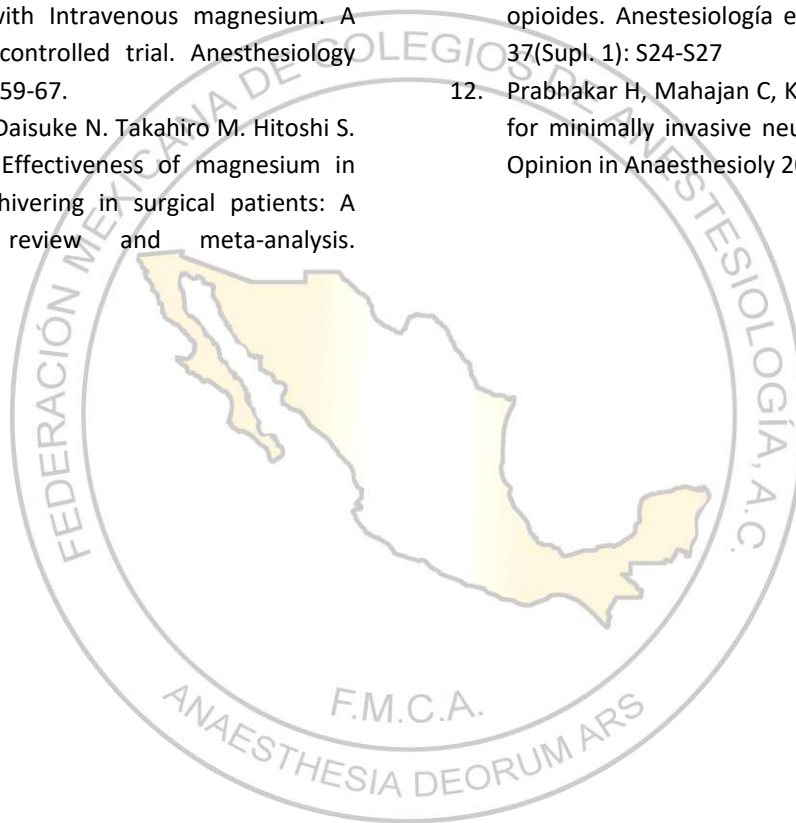 with Intravenous magnesium. A
controlled trial. Anesthesiology
59-67.
Daisuke N. Takahiro M. Hitoshi S.
Effectiveness of magnesium in
hivering in surgical patients: A
review and meta-analysis.
opioides. Anestesiología e
37(Supl. 1): S24-S27
12. Prabhakar H, Mahajan C, K
for minimally invasive neu
Opinion in Anaesthesioly 20
FEDERACIÓN MEXICANA DE COLEGIOS DE ANESTESIOLOGÍA, A.C.
F.M.C.A.
ANAESTHESIA DEORUM ARS